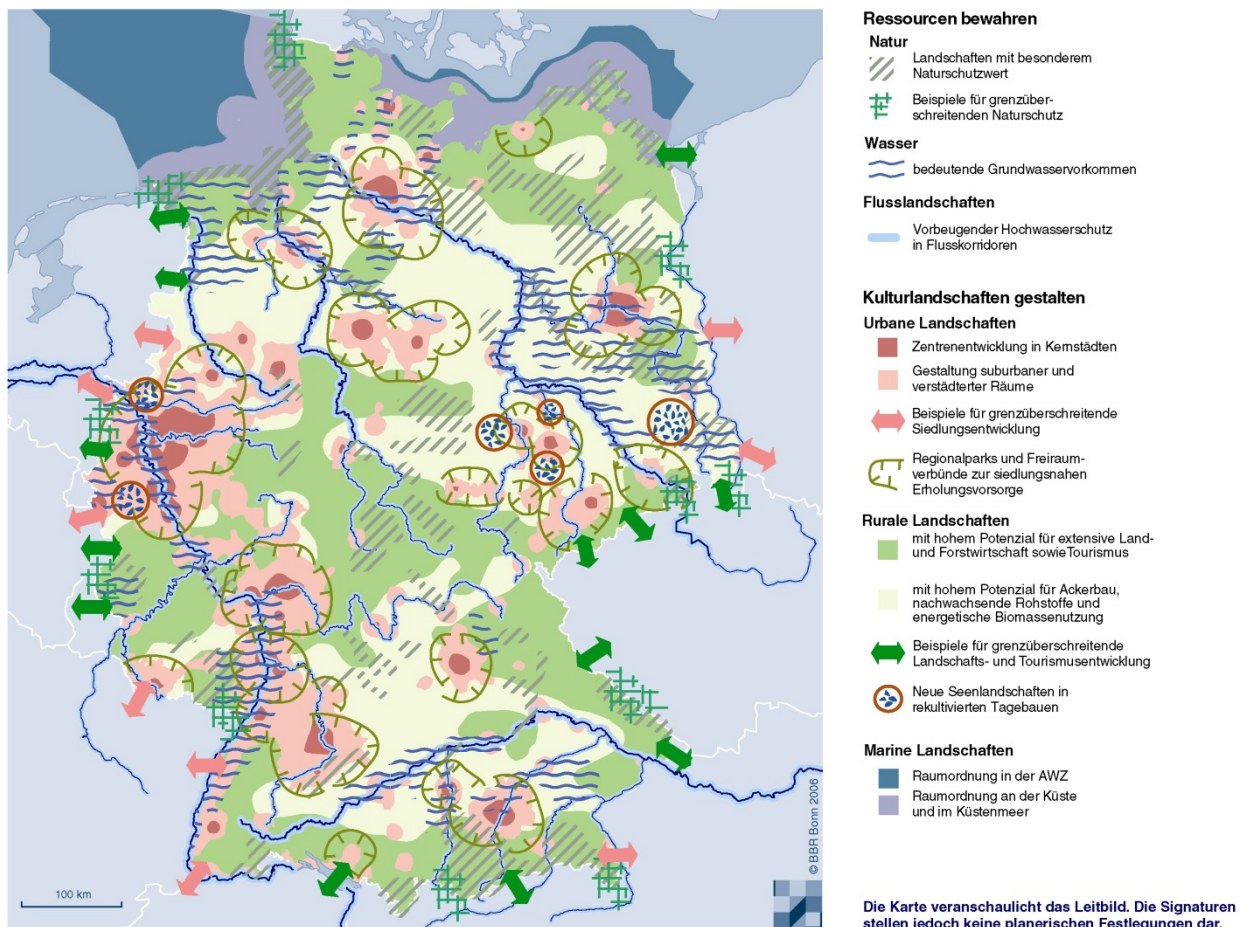 Ressourcen bewahren
Natur
Landschaften mit besonderem
Naturschutzwert
Beispiele für grenzüber-
schreitenden Naturschutz
Wasser
bedeutende Grundwasservorkommen
Flusslandschaften
Vorbeugender Hochwasserschutz
in Flusskorridoren
Kulturlandschaften gestalten
Urbane Landschaften
Zentrenentwicklung in Kernstädten
Gestaltung suburbaner und
verstädterter Räume
Beispiele für grenzüberschreitende
Siedlungsentwicklung
Regionalparks und Freiraum-
verbünde zur siedlungsnahen
Erholungsvorsorge
Rurale Landschaften
mit hohem Potenzial für extensive Land-
und Forstwirtschaft sowie Tourismus
mit hohem Potenzial für Ackerbau,
nachwachsende Rohstoffe und
energetische Biomassenutzung
Beispiele für grenzüberschreitende
Landschafts- und Tourismusentwicklung
Neue Seenlandschaften in
rekultivierten Tagebauen
Marine Landschaften
Raumordnung in der AWZ
Raumordnung an der Küste
und im Küstenmeer
100 km
© BBR Bonn 2006
Die Karte veranschaulicht das Leitbild. Die Signaturen
stellen jedoch keine planerischen Festlegungen dar.